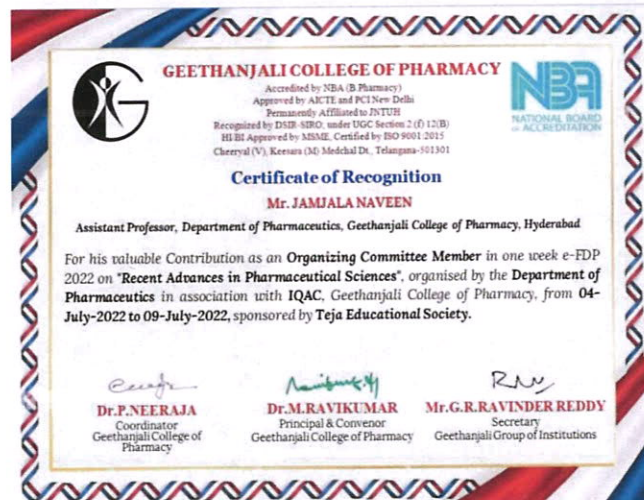 GEETHANJALI COLLEGE OF PHARMACY
Accredited by NBA (B.Pharmacy)
Approved by AICTE and PCI New Delhi
Permanently Affiliated to JNTUH
Recognized by DSIR-SIRO, under UGC Section 2 (f) 12(B)
HI-BI Approved by MSME, Certified by ISO 9001:2015
Cheeryal (V), Keesara (M) Medchal Dt., Telangana-501301
NBA
NATIONAL BOARD
OF ACCREDITATION
Certificate of Recognition
Mr. JAMJALA NAVEEN
Assistant Professor, Department of Pharmaceutics, Geethanjali College of Pharmacy, Hyderabad
For his valuable Contribution as an Organizing Committee Member in one week e-FDP
2022 on "Recent Advances in Pharmaceutical Sciences", organised by the Department of
Pharmaceutics in association with IQAC, Geethanjali College of Pharmacy, from 04-
July-2022 to 09-July-2022, sponsored by Teja Educational Society.
Dr.P.NEERAJA
Coordinator
Geethanjali College of
Pharmacy
Dr.M.RAVIKUMAR
Principal & Convenor
Geethanjali College of Pharmacy
Mr.G.R.RAVINDER REDDY
Secretary
Geethanjali Group of Institutions